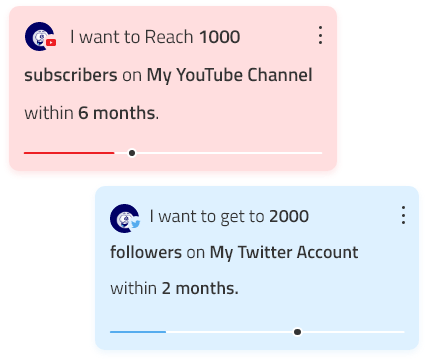 I want to Reach 1000
subscribers on My YouTube Channel
within 6 months.
I want to get to 2000
followers on My Twitter Account
within 2 months.